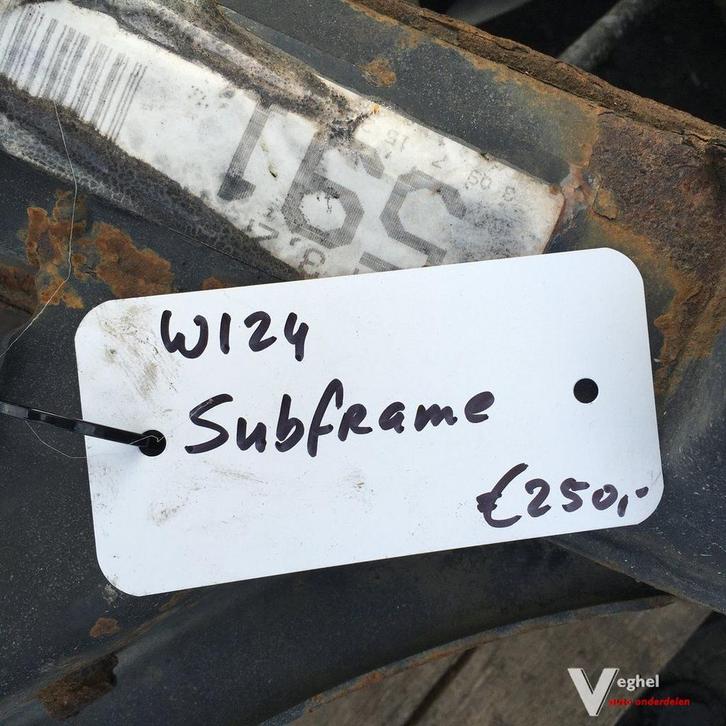 W124
Subframe
€250,-
Veghel
auto onderdelen